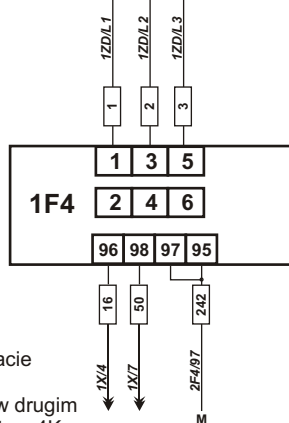 1ZD/L1 1ZD/L2 1ZD/L3
1 2 3
1 3 5
1F4 2 4 6
96 98 97 95
16 50 242
1X/4 1X/7 2F4/97
acie
w drugim
M